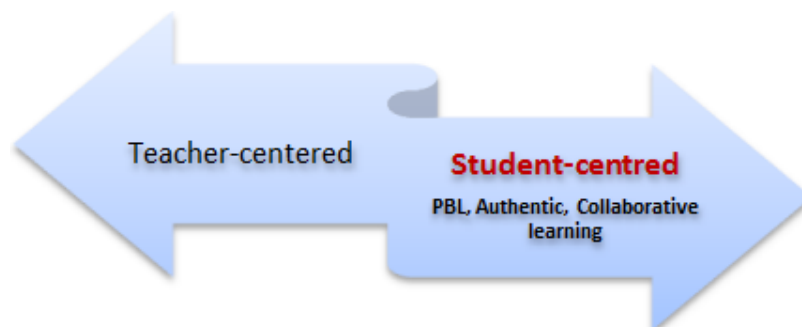 Teacher-centered
Student-centred
PBL, Authentic, Collaborative
learning